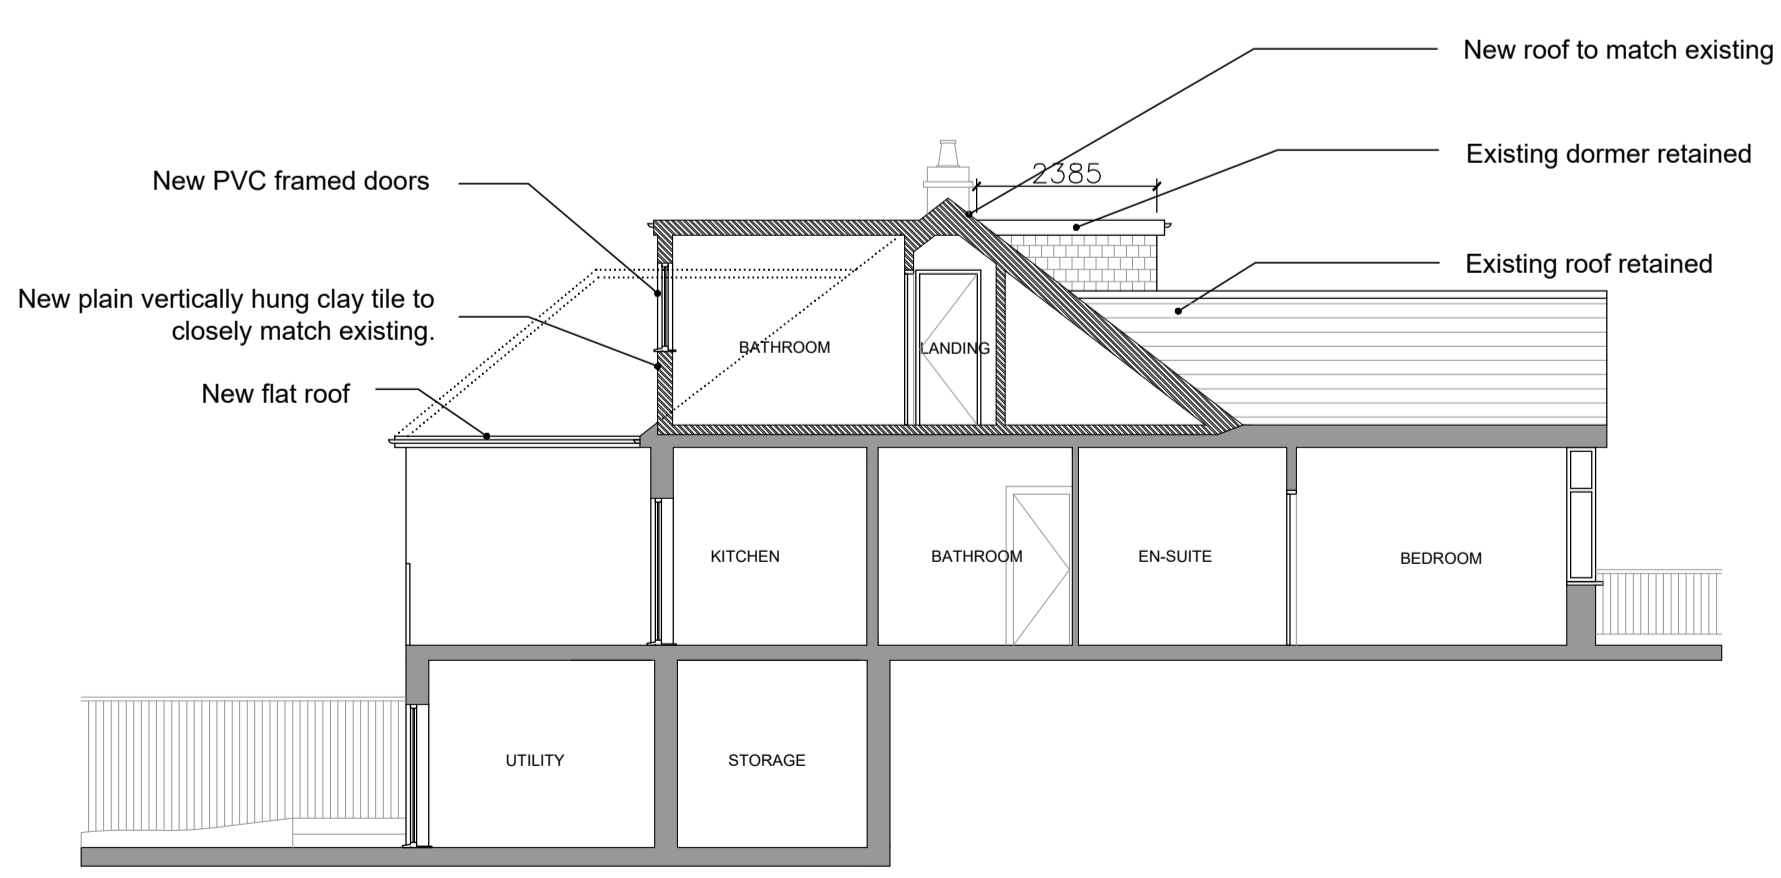 New roof to match existing
Existing dormer retained
2385
New PVC framed doors
Existing roof retained
New plain vertically hung clay tile to
closely match existing.
BATHROOM
LANDING
New flat roof
KITCHEN
BATHROOM
EN-SUITE
BEDROOM
UTILITY
STORAGE